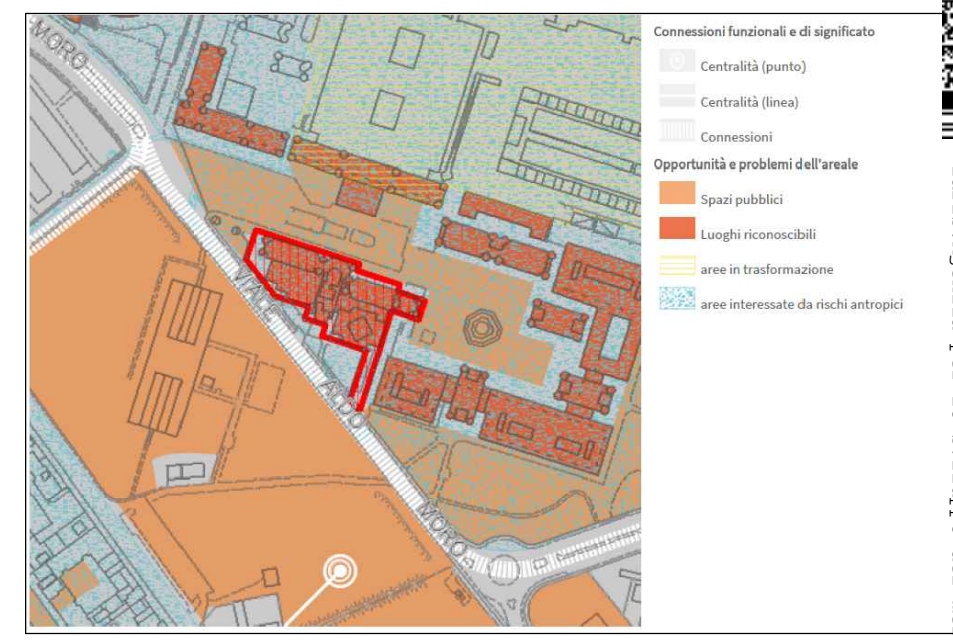 MORO
VIALE
ALDO
MORO
Connessioni funzionali e di significato
Centralità (punto)
Centralità (linea)
Connessioni
Opportunità e problemi dell'areale
Spazi pubblici
Luoghi riconoscibili
aree in trasformazione
aree interessate da rischi antropici